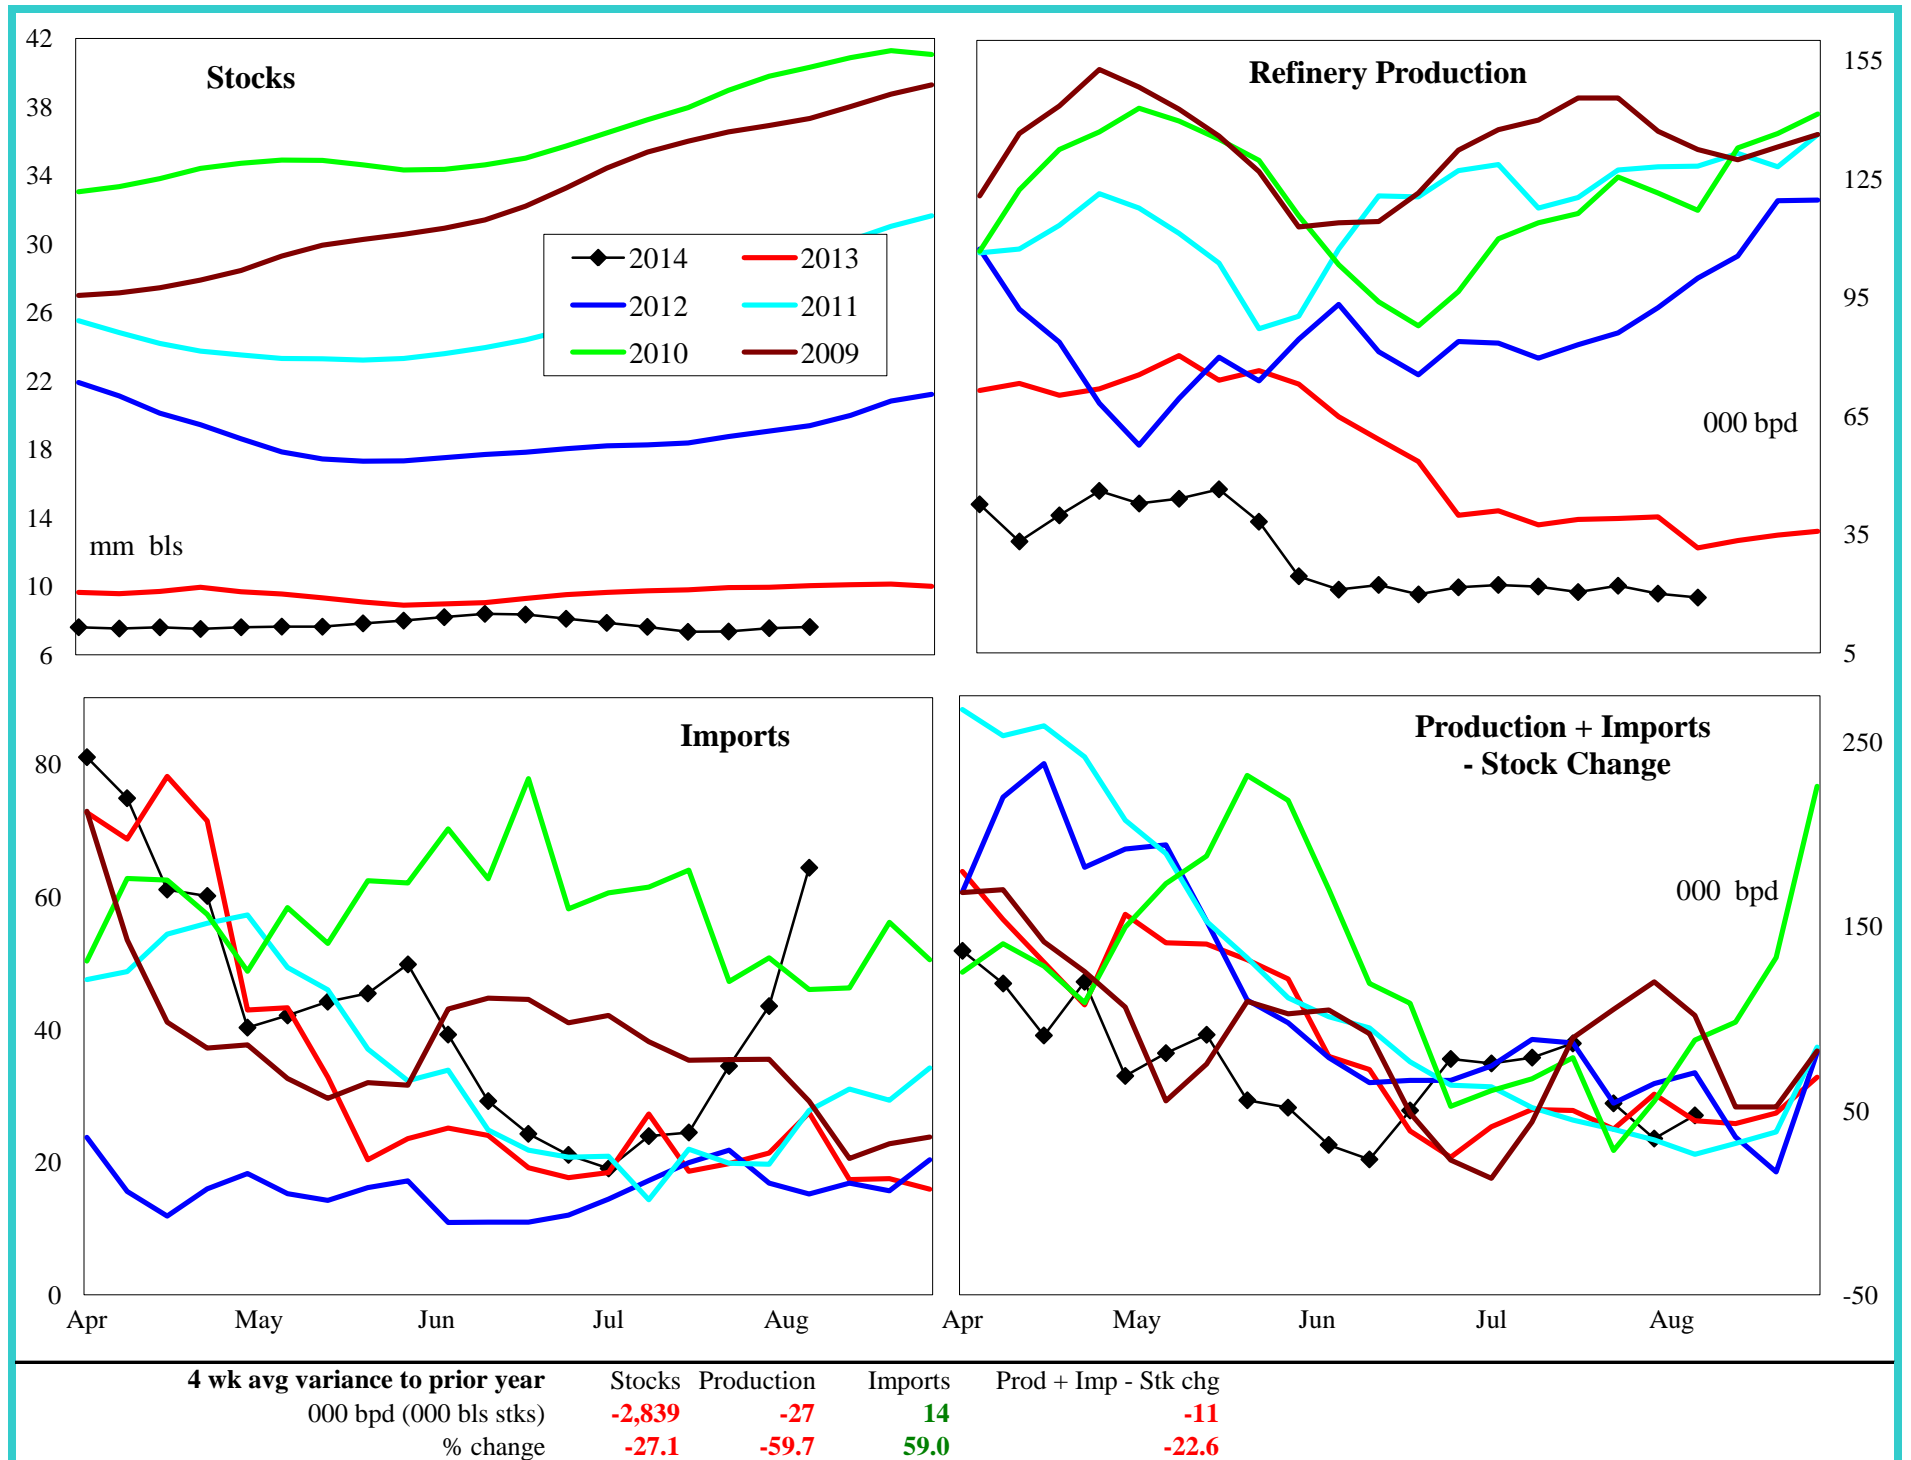 Stocks
42
38
34
30
26
22
18
14
10
6
mm bls
2014
2013
2012
2011
2010
2009
Refinery Production
155
125
95
65
35
5
000 bpd
Imports
80
60
40
20
0
Apr
May
Jun
Jul
Aug
Production + Imports
- Stock Change
250
150
50
-50
000 bpd
Apr
May
Jun
Jul
Aug
4 wk avg variance to prior year Stocks Production Imports Prod + Imp - Stk chg
000 bpd (000 bls stks) -2,839 -27 14 -11
% change -27.1 -59.7 59.0 -22.6